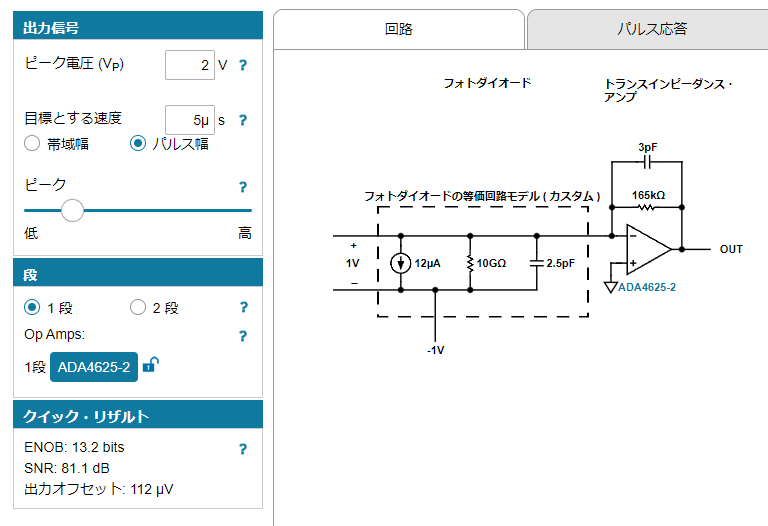 出力信号
ピーク電圧 (VP)
2 V ?
目標とする速度
5μ s ?
帯域幅 パルス幅
ピーク ?
低 高
段
1 段 2 段 ?
Op Amps: ?
1段 ADA4625-2
クイック・リザルト
ENOB: 13.2 bits ?
SNR: 81.1 dB
出力オフセット: 112 μV
回路 パルス応答
フォトダイオード
トランスインピーダンス・
アンプ
3pF
165kΩ
フォトダイオードの等価回路モデル ( カスタム )
+
1V
−
12μA
10GΩ
2.5pF
−
+
OUT
ADA4625-2
-1V